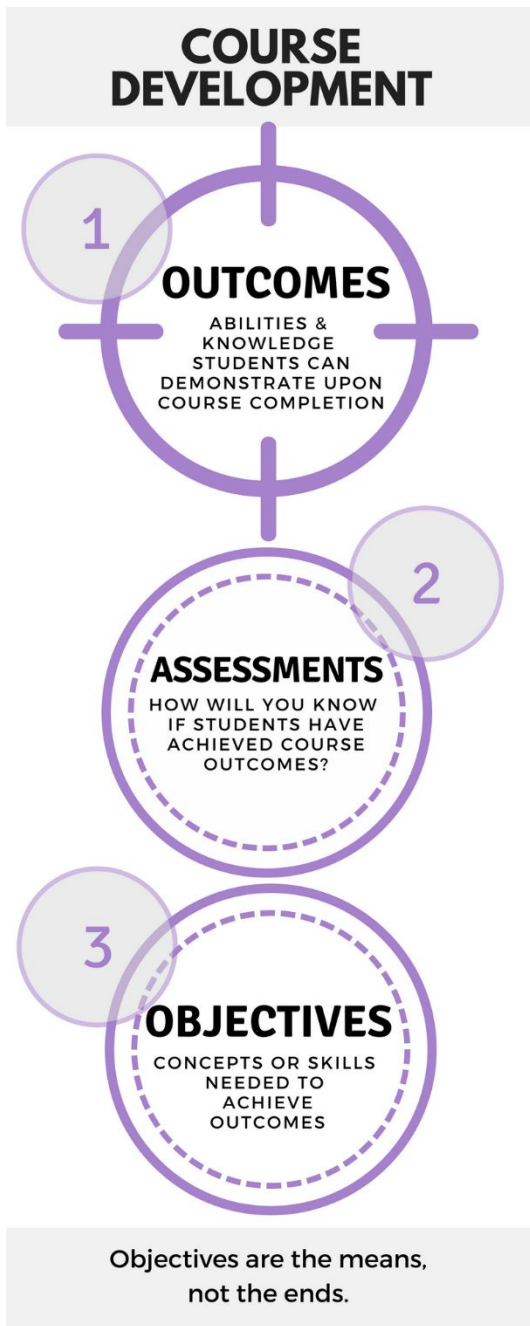 COURSE
DEVELOPMENT
1
OUTCOMES
ABILITIES &
KNOWLEDGE
STUDENTS CAN
DEMONSTRATE UPON
COURSE COMPLETION
2
ASSESSMENTS
HOW WILL YOU KNOW
IF STUDENTS HAVE
ACHIEVED COURSE
OUTCOMES?
3
OBJECTIVES
CONCEPTS OR SKILLS
NEEDED TO
ACHIEVE
OUTCOMES
Objectives are the means,
not the ends.